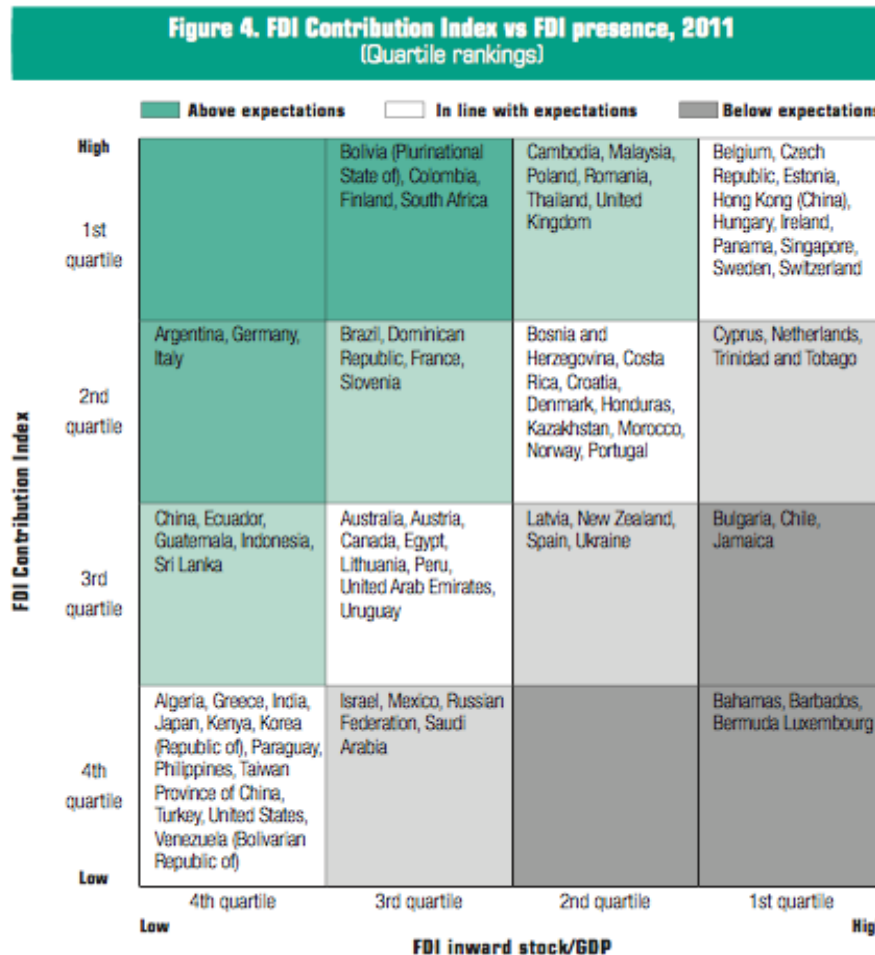 Figure 4. FDI Contribution Index vs FDI presence, 2011
(Quartile rankings)
Above expectations
In line with expectations
Below expectations
High
1st
quartile
Bolivia (Plurinational
State of), Colombia,
Finland, South Africa
Cambodia, Malaysia,
Poland, Romania,
Thailand, United
Kingdom
Belgium, Czech
Republic, Estonia,
Hong Kong (China),
Hungary, Ireland,
Panama, Singapore,
Sweden, Switzerland
2nd
quartile
Argentina, Germany,
Italy
Brazil, Dominican
Republic, France,
Slovenia
Bosnia and
Herzegovina, Costa
Rica, Croatia,
Denmark, Honduras,
Kazakhstan, Morocco,
Norway, Portugal
Cyprus, Netherlands,
Trinidad and Tobago
FDI Contribution Index
3rd
quartile
China, Ecuador,
Guatemala, Indonesia,
Sri Lanka
Australia, Austria,
Canada, Egypt,
Lithuania, Peru,
United Arab Emirates,
Uruguay
Latvia, New Zealand,
Spain, Ukraine
Bulgaria, Chile,
Jamaica
4th
quartile
Algeria, Greece, India,
Japan, Kenya, Korea
(Republic of), Paraguay,
Philippines, Taiwan
Province of China,
Turkey, United States,
Venezuela (Bolivarian
Republic of)
Israel, Mexico, Russian
Federation, Saudi
Arabia
Bahamas, Barbados,
Bermuda Luxembourg
Low
4th quartile
3rd quartile
2nd quartile
1st quartile
Low
Hig
FDI inward stock/GDP